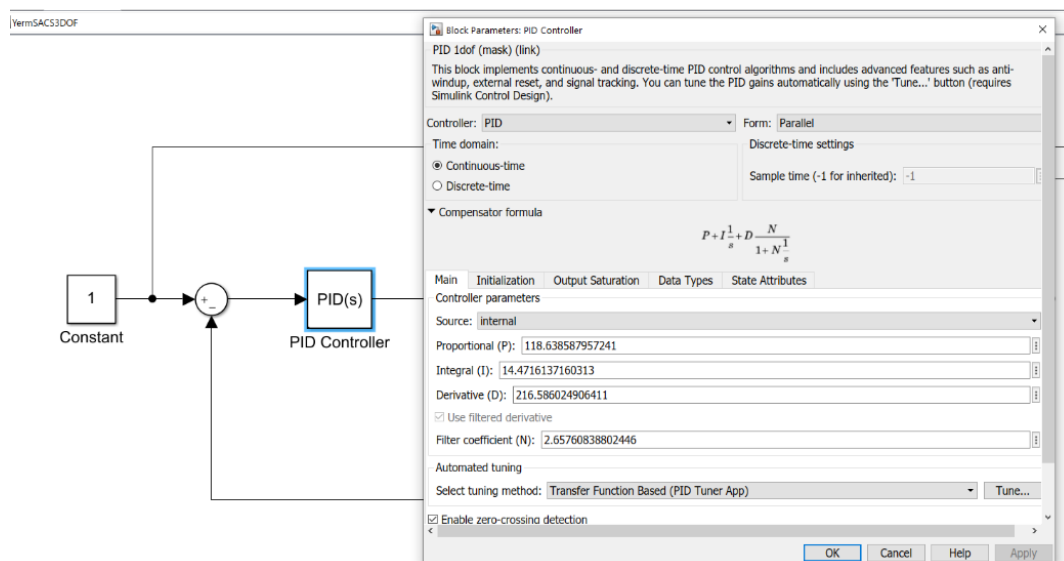 YermSACS3DOF
Block Parameters: PID Controller
PID 1dof (mask) (link)
This block implements continuous- and discrete-time PID control algorithms and includes advanced features such as anti-
windup, external reset, and signal tracking. You can tune the PID gains automatically using the 'Tune...' button (requires
Simulink Control Design).
Controller: PID Form: Parallel
Time domain: Discrete-time settings
Continuous-time
Discrete-time
Sample time (-1 for inherited): -1
Compensator formula
P+I 1/s +D N/(1+N 1/s)
Main Initialization Output Saturation Data Types State Attributes
Controller parameters
Source: internal
Proportional (P): 118.638587957241
Integral (I): 14.4716137160313
Derivative (D): 216.586024906411
Use filtered derivative
Filter coefficient (N): 2.65760838802446
Automated tuning
Select tuning method: Transfer Function Based (PID Tuner App) Tune...
Enable zero-crossing detection
OK Cancel Help Apply
1
Constant
+
-
PID(s)
PID Controller